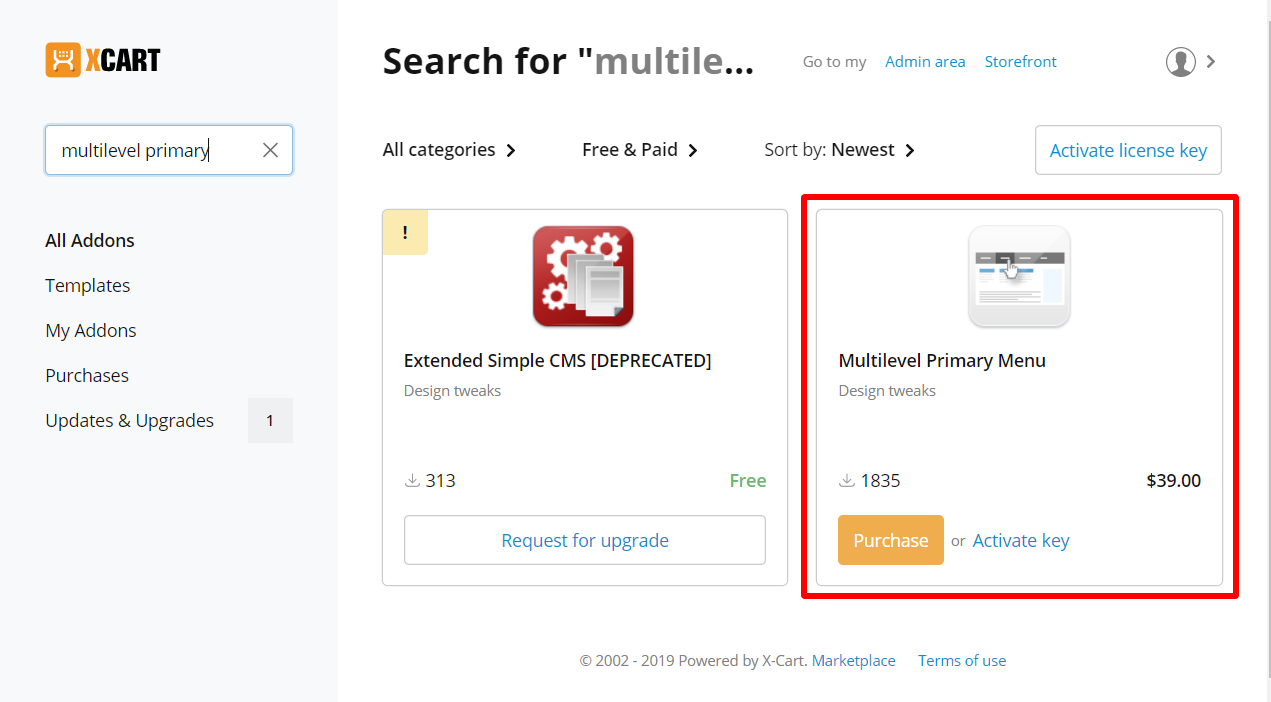 XCART
Search for "multile...
Go to my Admin area Storefront
multilevel primary
All categories
Free & Paid
Sort by: Newest
Activate license key
All Addons
Templates
My Addons
Purchases
Updates & Upgrades 1
!
Extended Simple CMS [DEPRECATED]
Design tweaks
313 Free
Request for upgrade
Multilevel Primary Menu
Design tweaks
1835 $39.00
Purchase or Activate key
© 2002 - 2019 Powered by X-Cart. Marketplace Terms of use